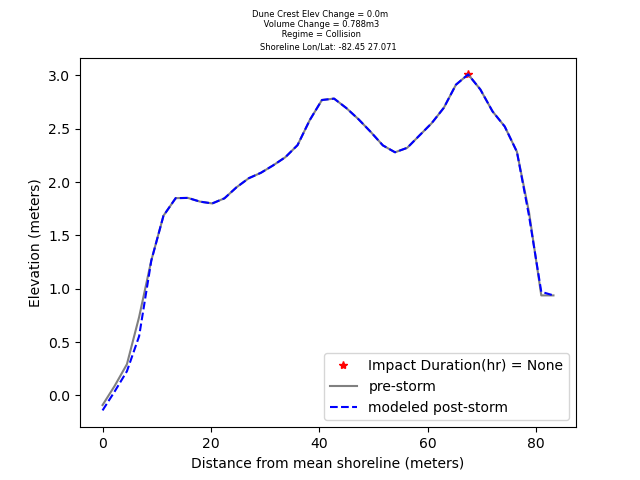 Dune Crest Elev Change = 0.0m
Volume Change = 0.788m3
Regime = Collision
Shoreline Lon/Lat: -82.45 27.071
3.0
2.5
2.0
1.5
1.0
0.5
0.0
Elevation (meters)
Impact Duration(hr) = None
pre-storm
modeled post-storm
0 20 40 60 80
Distance from mean shoreline (meters)